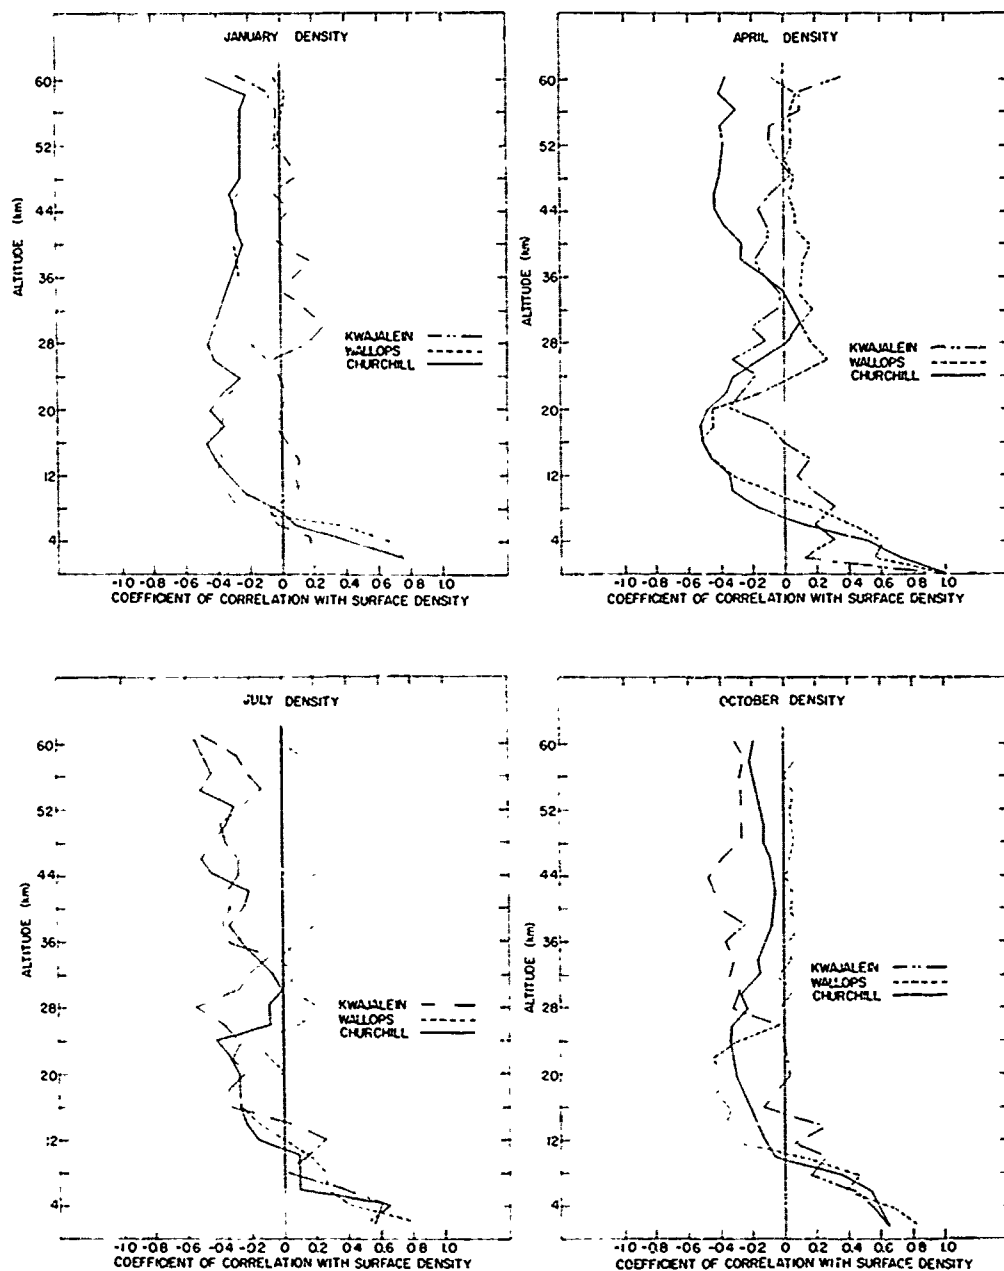 JANUARY DENSITY
ALTITUDE (km)
60
52
44
36
28
20
12
4
KWAJALEIN
WALLOPS
CHURCHILL
-1.0 -0.8 -0.6 -0.4 -0.2 0 0.2 0.4 0.6 0.8 1.0
COEFFICIENT OF CORRELATION WITH SURFACE DENSITY
APRIL DENSITY
ALTITUDE (km)
60
52
44
36
28
20
12
4
KWAJALEIN
WALLOPS
CHURCHILL
-1.0 -0.8 -0.6 -0.4 -0.2 0 0.2 0.4 0.6 0.8 1.0
COEFFICIENT OF CORRELATION WITH SURFACE DENSITY
JULY DENSITY
ALTITUDE (km)
60
52
44
36
28
20
12
4
KWAJALEIN
WALLOPS
CHURCHILL
-1.0 -0.8 -0.6 -0.4 -0.2 0 0.2 0.4 0.6 0.8 1.0
COEFFICIENT OF CORRELATION WITH SURFACE DENSITY
OCTOBER DENSITY
ALTITUDE (km)
60
52
44
36
28
20
12
4
KWAJALEIN
WALLOPS
CHURCHILL
-1.0 -0.8 -0.6 -0.4 -0.2 0 0.2 0.4 0.6 0.8 1.0
COEFFICIENT OF CORRELATION WITH SURFACE DENSITY